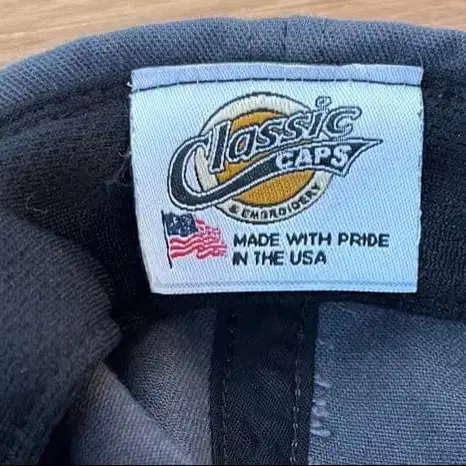 Classic
CAPS
& EMBROIDERY
MADE WITH PRIDE
IN THE USA